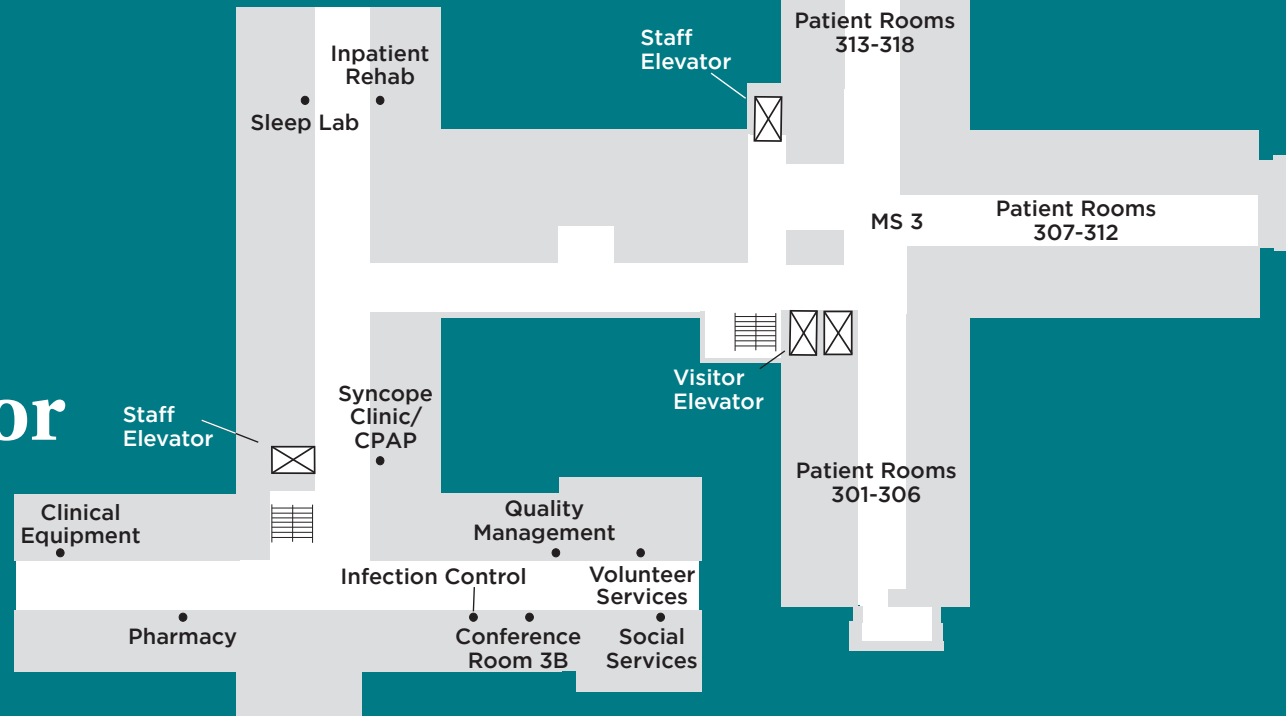 Patient Rooms
313-318
Staff
Elevator
Inpatient
Rehab
Sleep Lab
MS 3
Patient Rooms
307-312
Visitor
Elevator
Syncope
Clinic/
CPAP
or
Staff
Elevator
Patient Rooms
301-306
Clinical
Equipment
Quality
Management
Infection Control
Volunteer
Services
Pharmacy
Conference
Room 3B
Social
Services